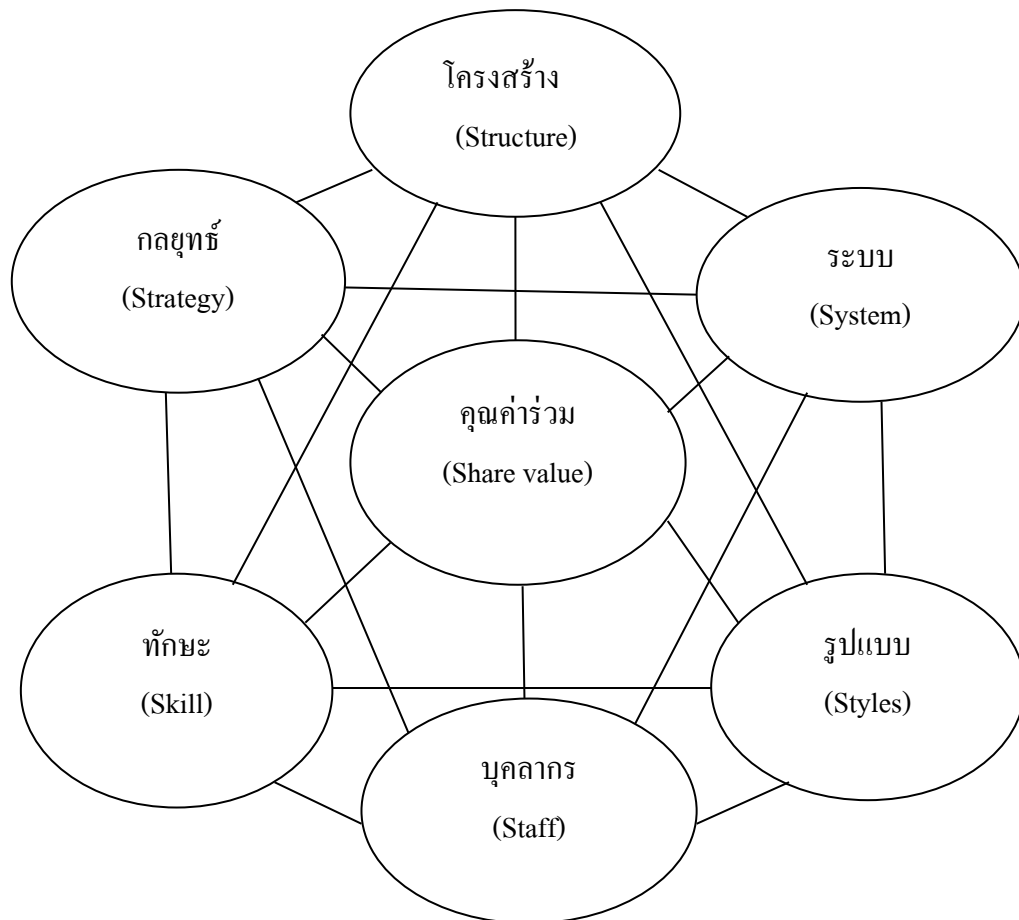 โครงสร้าง
(Structure)
กลยุทธ์
(Strategy)
ระบบ
(System)
คุณค่าร่วม
(Share value)
ทักษะ
(Skill)
รูปแบบ
(Styles)
บุคลากร
(Staff)